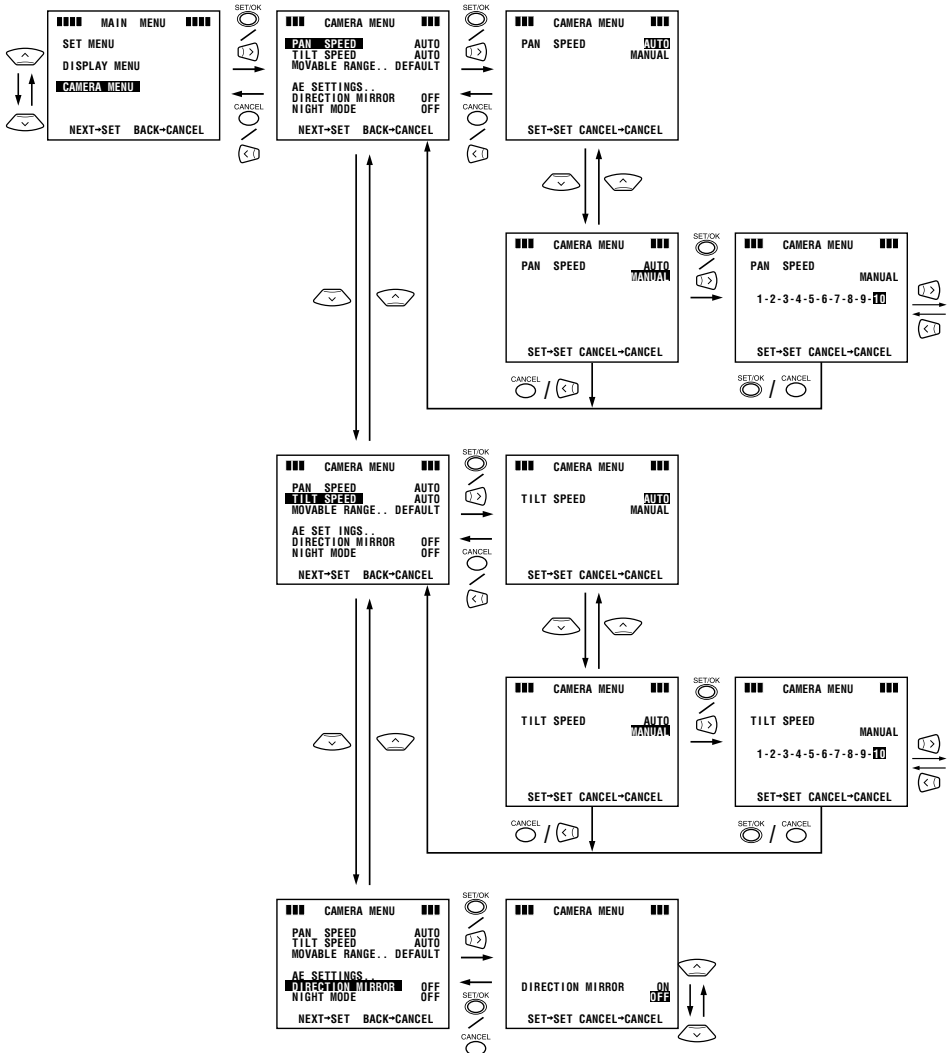 MAIN MENU
SET MENU
DISPLAY MENU
CAMERA MENU
NEXT→SET BACK→CANCEL
SET/OK
/
CANCEL
/
CAMERA MENU
PAN SPEED AUTO
TILT SPEED AUTO
MOVABLE RANGE.. DEFAULT
AE SETTINGS..
DIRECTION MIRROR OFF
NIGHT MODE OFF
NEXT→SET BACK→CANCEL
SET/OK
/
CANCEL
/
CAMERA MENU
PAN SPEED AUTO
MANUAL
SET→SET CANCEL→CANCEL
CAMERA MENU
PAN SPEED AUTO
MANUAL
SET→SET CANCEL→CANCEL
SET/OK
/
CAMERA MENU
PAN SPEED
MANUAL
1-2-3-4-5-6-7-8-9-10
SET→SET CANCEL→CANCEL
CANCEL /
SET/OK / CANCEL
CAMERA MENU
PAN SPEED AUTO
TILT SPEED AUTO
MOVABLE RANGE.. DEFAULT
AE SET INGS..
DIRECTION MIRROR OFF
NIGHT MODE OFF
NEXT→SET BACK→CANCEL
SET/OK
/
CANCEL
/
CAMERA MENU
TILT SPEED AUTO
MANUAL
SET→SET CANCEL→CANCEL
CAMERA MENU
TILT SPEED AUTO
MANUAL
SET→SET CANCEL→CANCEL
SET/OK
/
CAMERA MENU
TILT SPEED
MANUAL
1-2-3-4-5-6-7-8-9-10
SET→SET CANCEL→CANCEL
CANCEL /
SET/OK / CANCEL
CAMERA MENU
PAN SPEED AUTO
TILT SPEED AUTO
MOVABLE RANGE.. DEFAULT
AE SETTINGS..
DIRECTION MIRROR OFF
NIGHT MODE OFF
NEXT→SET BACK→CANCEL
SET/OK
/
SET/OK
/
CANCEL
CAMERA MENU
DIRECTION MIRROR ON
OFF
SET→SET CANCEL→CANCEL